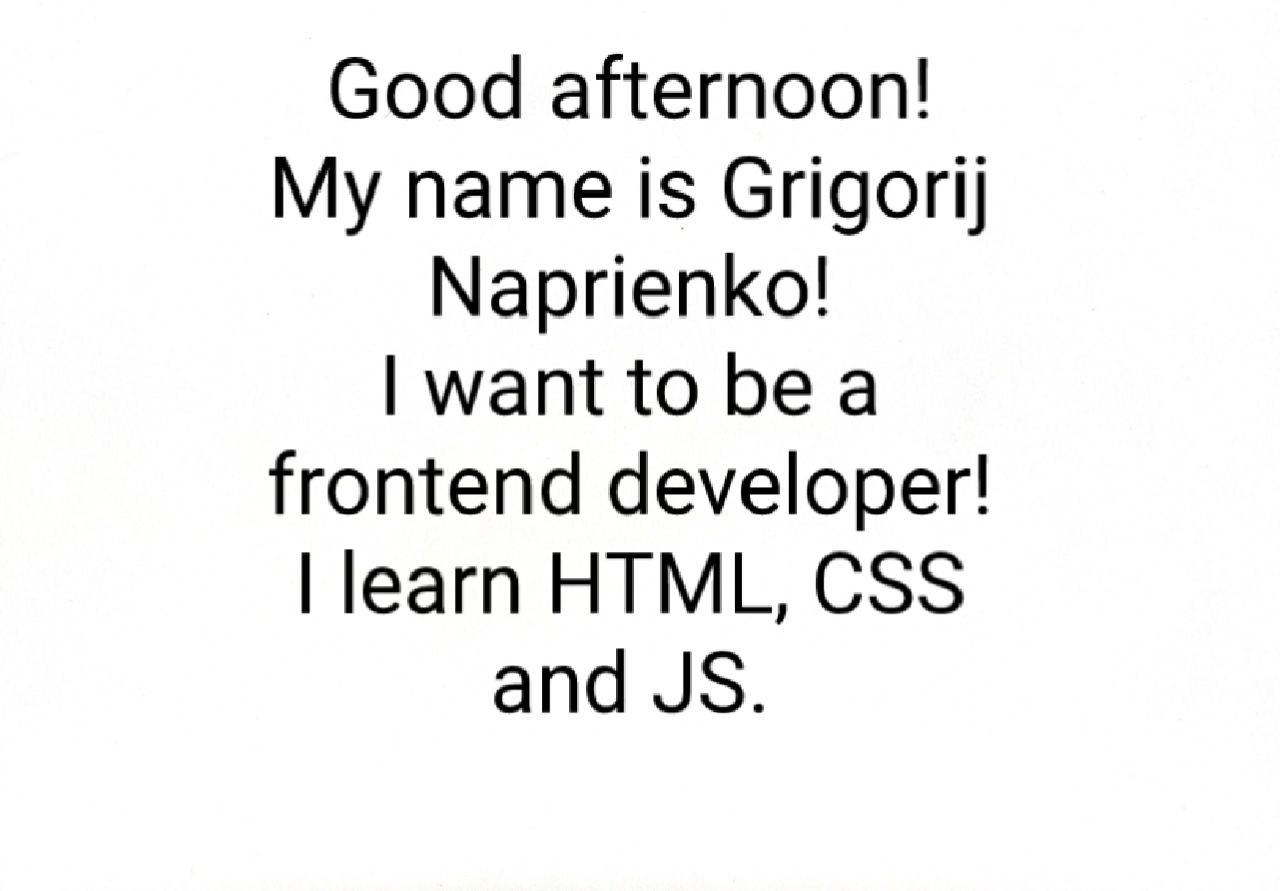 Good afternoon!
My name is Grigorij
Naprienko!
I want to be a
frontend developer!
I learn HTML, CSS
and JS.